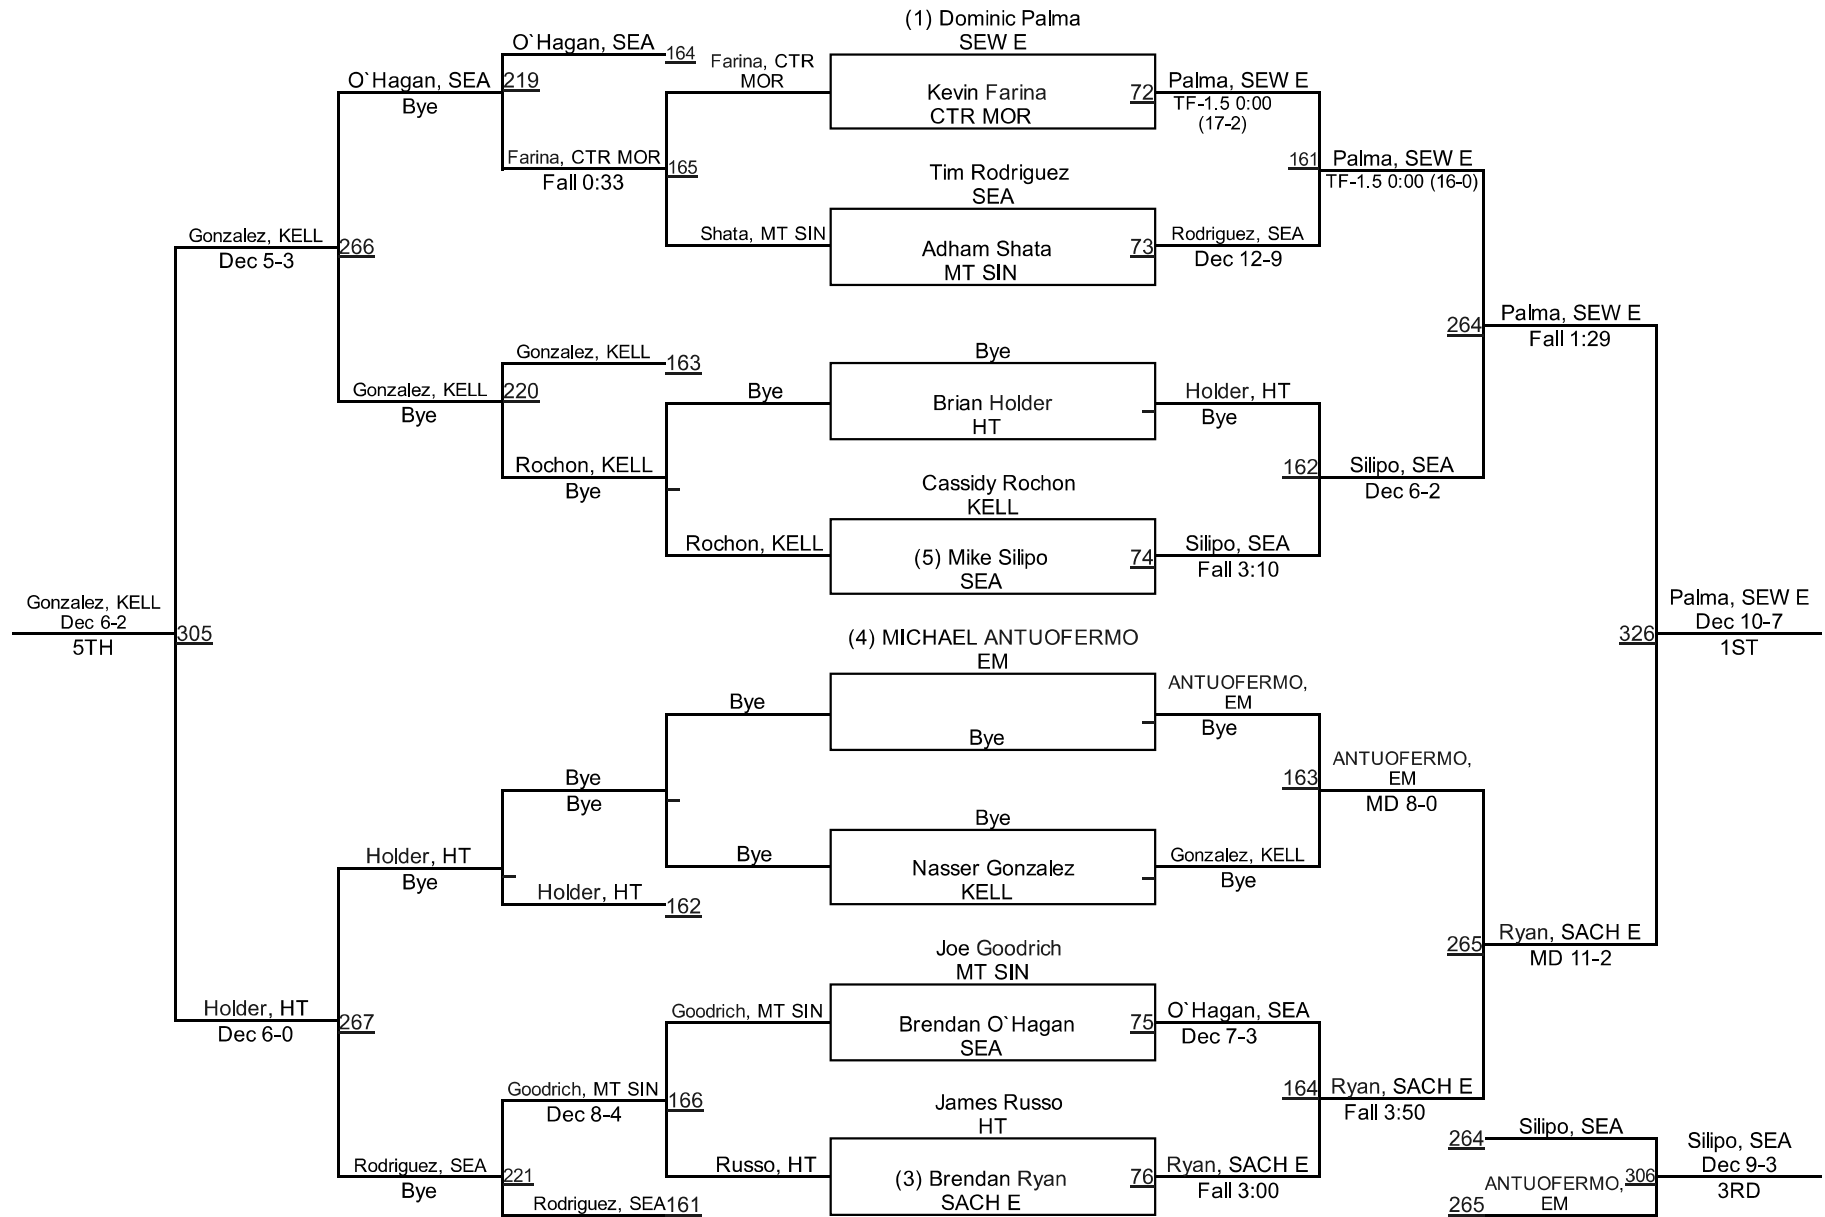 (1) Dominic Palma
SEW E
Kevin Farina
CTR MOR
72
Tim Rodriguez
SEA
Adham Shata
MT SIN
73
Bye
Brian Holder
HT
Cassidy Rochon
KELL
(5) Mike Silipo
SEA
74
(4) MICHAEL ANTUOFERMO
EM
Bye
Bye
Nasser Gonzalez
KELL
Joe Goodrich
MT SIN
Brendan O`Hagan
SEA
75
James Russo
HT
(3) Brendan Ryan
SACH E
76
Palma, SEW E
TF-1.5 0:00
(17-2)
161
Rodriguez, SEA
Dec 12-9
Holder, HT
Bye
162
Silipo, SEA
Fall 3:10
ANTUOFERMO,
EM
Bye
163
Gonzalez, KELL
Bye
O`Hagan, SEA
Dec 7-3
164
Ryan, SACH E
Fall 3:00
Palma, SEW E
TF-1.5 0:00 (16-0)
264
Silipo, SEA
Dec 6-2
ANTUOFERMO,
EM
MD 8-0
265
Ryan, SACH E
Fall 3:50
Palma, SEW E
Fall 1:29
326
Ryan, SACH E
MD 11-2
Palma, SEW E
Dec 10-7
1ST
264
Silipo, SEA
306
265
ANTUOFERMO,
EM
Silipo, SEA
Dec 9-3
3RD
Farina, CTR
MOR
165
Shata, MT SIN
Bye
Rochon, KELL
Bye
Bye
Goodrich, MT SIN
166
Russo, HT
O`Hagan, SEA
164
219
Farina, CTR MOR
Fall 0:33
Gonzalez, KELL
163
220
Rochon, KELL
Bye
Bye
Bye
Holder, HT
162
Goodrich, MT SIN
Dec 8-4
221
Rodriguez, SEA
161
O`Hagan, SEA
Bye
266
Gonzalez, KELL
Bye
Holder, HT
Bye
267
Rodriguez, SEA
Bye
Gonzalez, KELL
Dec 5-3
305
Holder, HT
Dec 6-0
Gonzalez, KELL
Dec 6-2
5TH